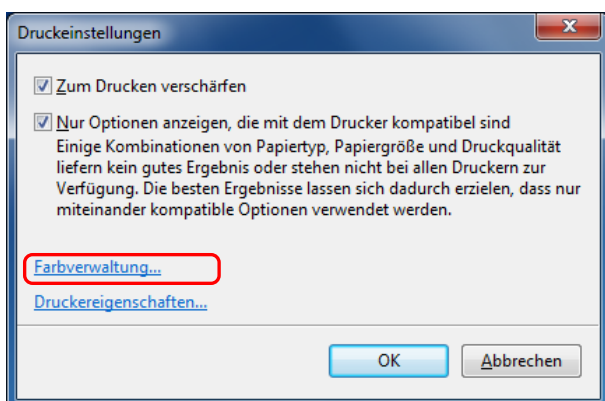 Druckeinstellungen
Zum Drucken verschärfen
Nur Optionen anzeigen, die mit dem Drucker kompatibel sind
Einige Kombinationen von Papiertyp, Papiergröße und Druckqualität
liefern kein gutes Ergebnis oder stehen nicht bei allen Druckern zur
Verfügung. Die besten Ergebnisse lassen sich dadurch erzielen, dass nur
miteinander kompatible Optionen verwendet werden.
Farbverwaltung...
Druckereigenschaften...
OK
Abbrechen